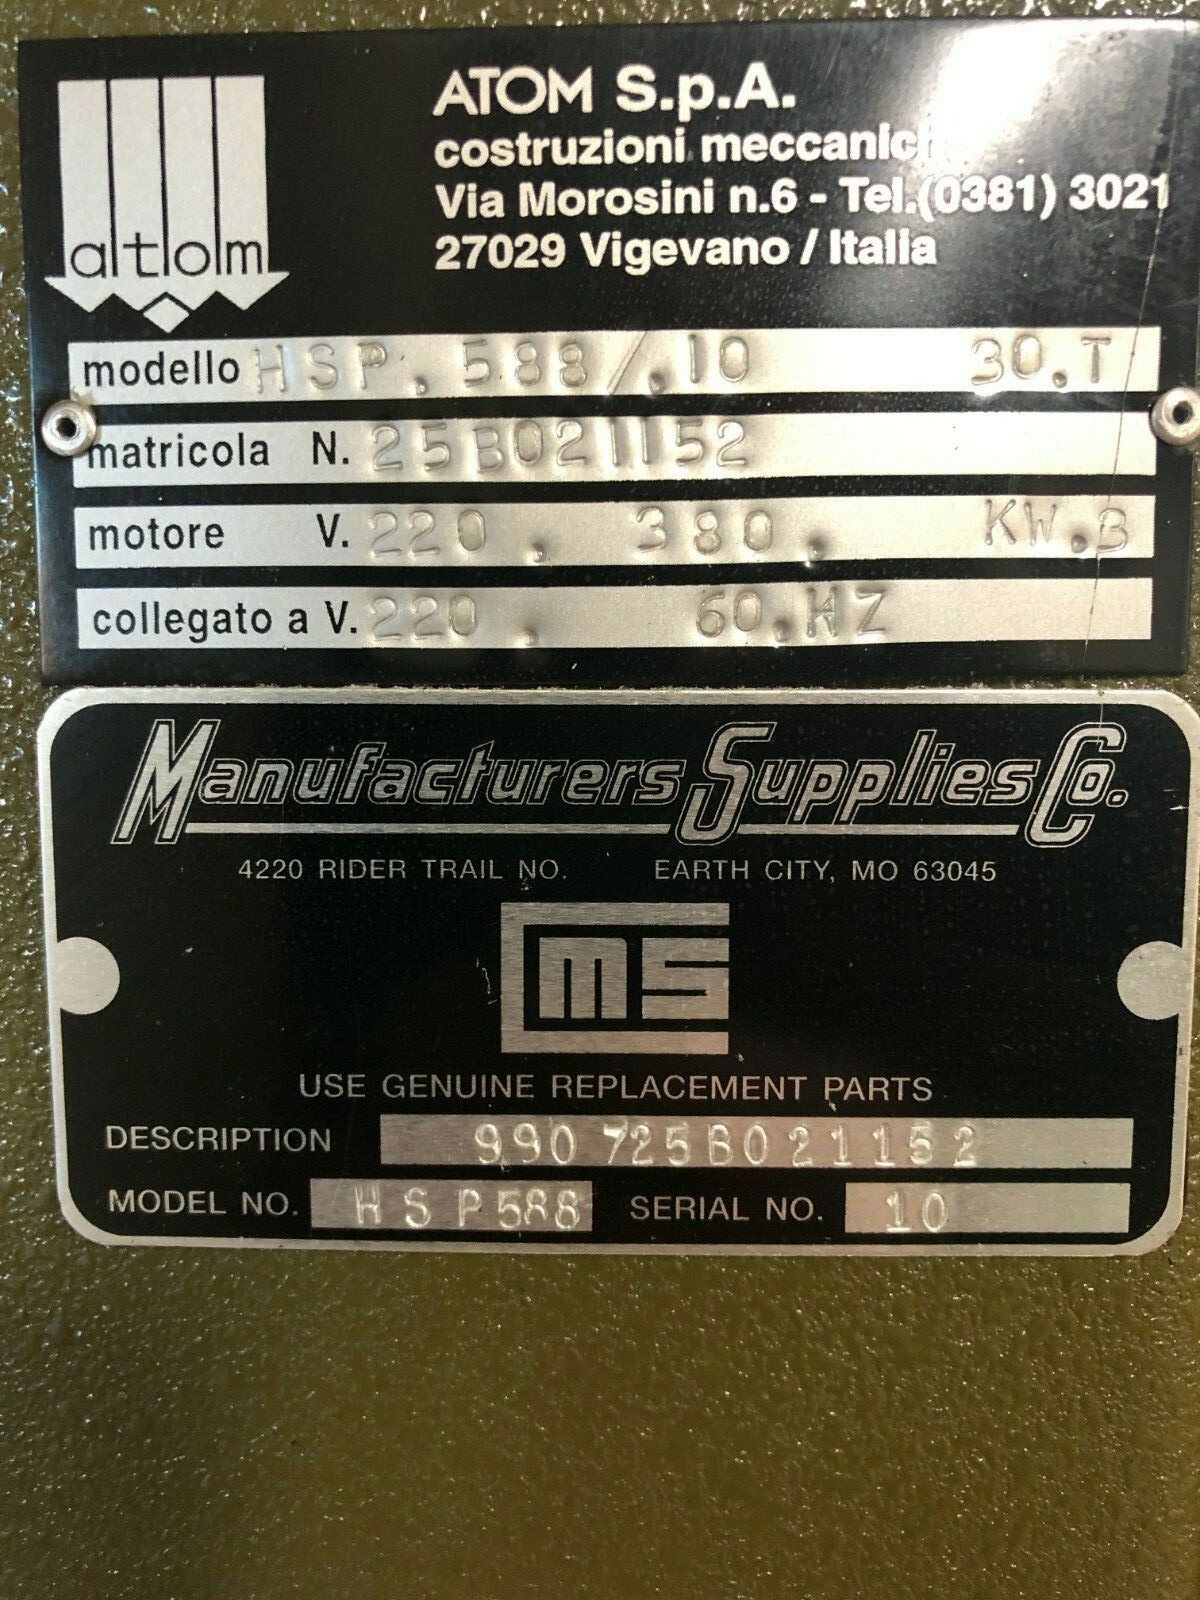 atom
ATOM S.p.A.
costruzioni meccanich
Via Morosini n.6 - Tel.(0381) 3021
27029 Vigevano / Italia
modello HSP. 588/.10 30.T
matricola N. 25B021152
motore V. 220. 380. KW.3
collegato a V. 220. 60.HZ
Manufacturers Supplies Co.
4220 RIDER TRAIL NO. EARTH CITY, MO 63045
CMS
USE GENUINE REPLACEMENT PARTS
DESCRIPTION 990 725B021152
MODEL NO. HSP588 SERIAL NO. 10